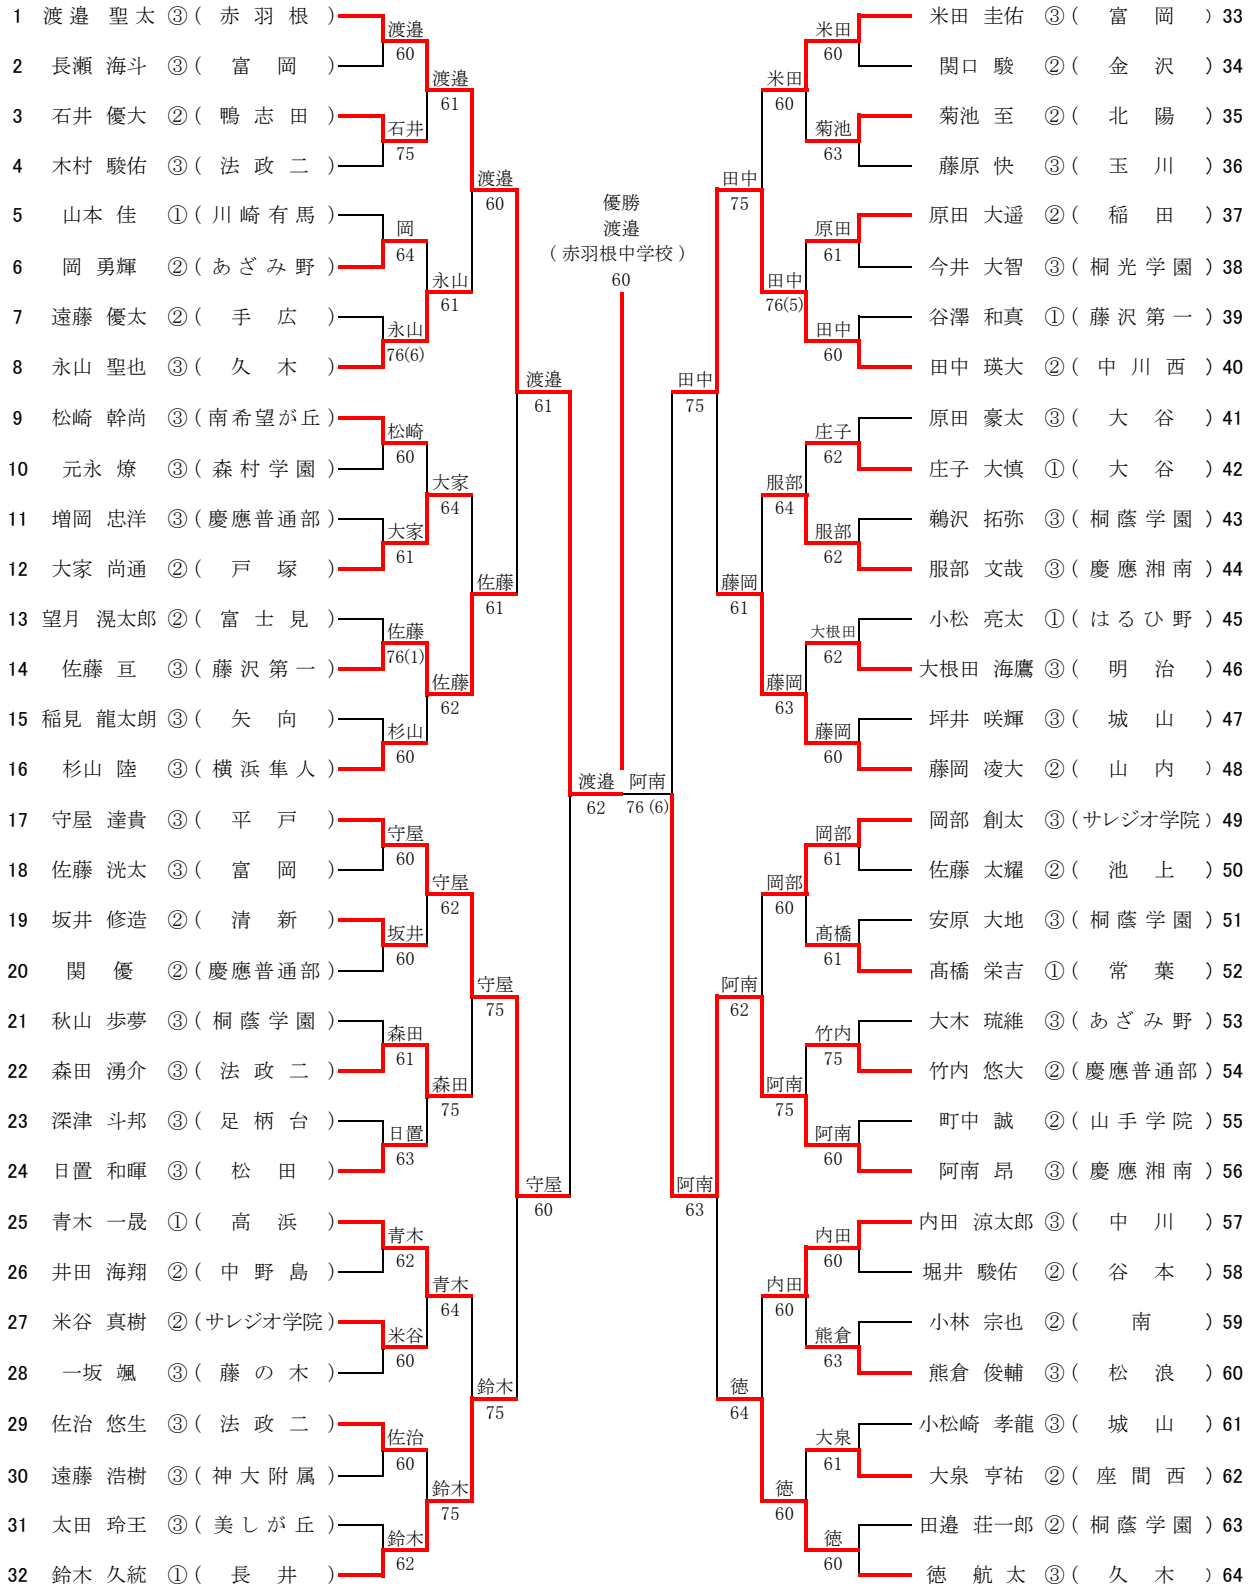 1 渡邉 聖太 ③ ( 赤 羽 根 )
2 長瀬 海斗 ③ ( 富 岡 )
3 石井 優大 ② ( 鴨 志 田 )
4 木村 駿佑 ③ ( 法 政 二 )
5 山本 佳 ① ( 川 崎 有 馬 )
6 岡 勇輝 ② ( あ ざ み 野 )
7 遠藤 優太 ② ( 手 広 )
8 永山 聖也 ③ ( 久 木 )
9 松崎 幹尚 ③ ( 南希望が丘 )
10 元永 燎 ③ ( 森 村 学 園 )
11 増岡 忠洋 ③ ( 慶應普通部 )
12 大家 尚通 ② ( 戸 塚 )
13 望月 滉太郎 ② ( 富 士 見 )
14 佐藤 亘 ③ ( 藤 沢 第 一 )
15 稲見 龍太朗 ③ ( 矢 向 )
16 杉山 陸 ③ ( 横 浜 隼 人 )
17 守屋 達貴 ③ ( 平 戸 )
18 佐藤 洸太 ③ ( 富 岡 )
19 坂井 修造 ② ( 清 新 )
20 関 優 ② ( 慶應普通部 )
21 秋山 歩夢 ③ ( 桐 蔭 学 園 )
22 森田 湧介 ③ ( 法 政 二 )
23 深津 斗邦 ③ ( 足 柄 台 )
24 日置 和暉 ③ ( 松 田 )
25 青木 一晟 ① ( 高 浜 )
26 井田 海翔 ② ( 中 野 島 )
27 米谷 真樹 ② ( サレジオ学院 )
28 一坂 颯 ③ ( 藤 の 木 )
29 佐治 悠生 ③ ( 法 政 二 )
30 遠藤 浩樹 ③ ( 神 大 附 属 )
31 太田 玲王 ③ ( 美 し が 丘 )
32 鈴木 久統 ① ( 長 井 )
渡邉
60
石井
75
岡
64
永山
76(6)
松崎
60
大家
61
佐藤
76(1)
杉山
60
守屋
60
坂井
60
森田
61
日置
63
青木
62
米谷
60
佐治
60
鈴木
62
渡邉
61
永山
61
大家
64
佐藤
62
守屋
62
森田
75
青木
64
鈴木
75
渡邉
60
佐藤
61
守屋
75
鈴木
75
渡邉
61
守屋
60
優勝
渡邉
( 赤羽根中学校 )
60
渡邉
62
阿南
76 (6)
田中
75
阿南
63
田中
75
藤岡
61
阿南
62
徳
64
米田
60
田中
76(5)
服部
64
藤岡
63
岡部
60
阿南
75
内田
60
徳
60
米田
60
菊池
63
原田
61
田中
60
庄子
62
服部
62
大根田
62
藤岡
60
岡部
61
髙橋
61
竹内
75
阿南
60
内田
60
熊倉
63
大泉
61
徳
60
米田 圭佑 ③ ( 富 岡 ) 33
関口 駿 ② ( 金 沢 ) 34
菊池 至 ② ( 北 陽 ) 35
藤原 快 ③ ( 玉 川 ) 36
原田 大遥 ② ( 稲 田 ) 37
今井 大智 ③ ( 桐 光 学 園 ) 38
谷澤 和真 ① ( 藤 沢 第 一 ) 39
田中 瑛大 ② ( 中 川 西 ) 40
原田 豪太 ③ ( 大 谷 ) 41
庄子 大慎 ① ( 大 谷 ) 42
鵜沢 拓弥 ③ ( 桐 蔭 学 園 ) 43
服部 文哉 ③ ( 慶 應 湘 南 ) 44
小松 亮太 ① ( は る ひ 野 ) 45
大根田 海鷹 ③ ( 明 治 ) 46
坪井 咲輝 ③ ( 城 山 ) 47
藤岡 凌大 ② ( 山 内 ) 48
岡部 創太 ③ ( サレジオ学院 ) 49
佐藤 太耀 ② ( 池 上 ) 50
安原 大地 ③ ( 桐 蔭 学 園 ) 51
髙橋 栄吉 ① ( 常 葉 ) 52
大木 琉維 ③ ( あ ざ み 野 ) 53
竹内 悠大 ② ( 慶應普通部 ) 54
町中 誠 ② ( 山 手 学 院 ) 55
阿南 昂 ③ ( 慶 應 湘 南 ) 56
内田 涼太郎 ③ ( 中 川 ) 57
堀井 駿佑 ② ( 谷 本 ) 58
小林 宗也 ② ( 南 ) 59
熊倉 俊輔 ③ ( 松 浪 ) 60
小松崎 孝龍 ③ ( 城 山 ) 61
大泉 亨祐 ② ( 座 間 西 ) 62
田邉 荘一郎 ② ( 桐 蔭 学 園 ) 63
徳 航 太 ③ ( 久 木 ) 64